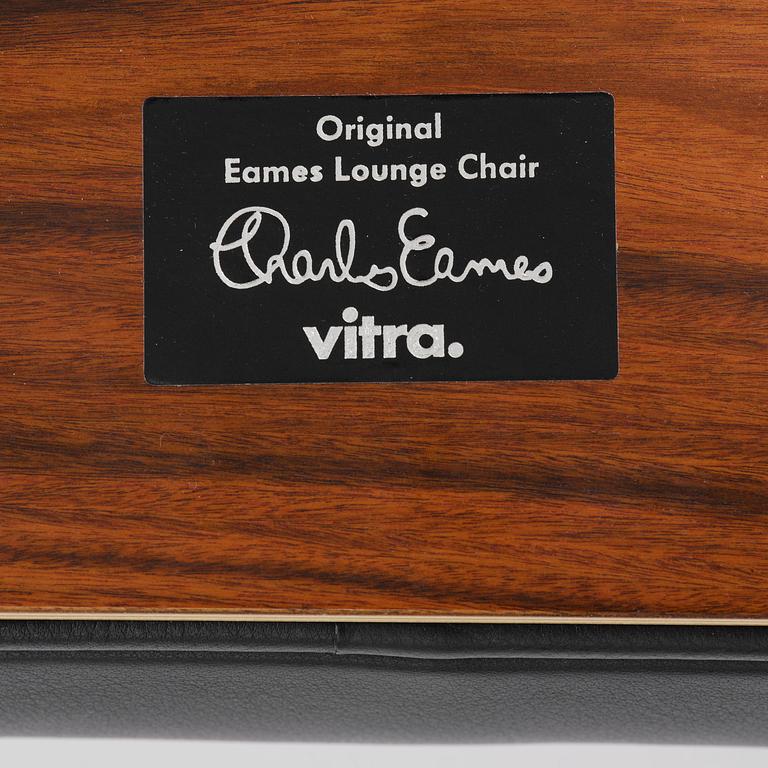 Original
Eames Lounge Chair
Charles Eames
vitra.